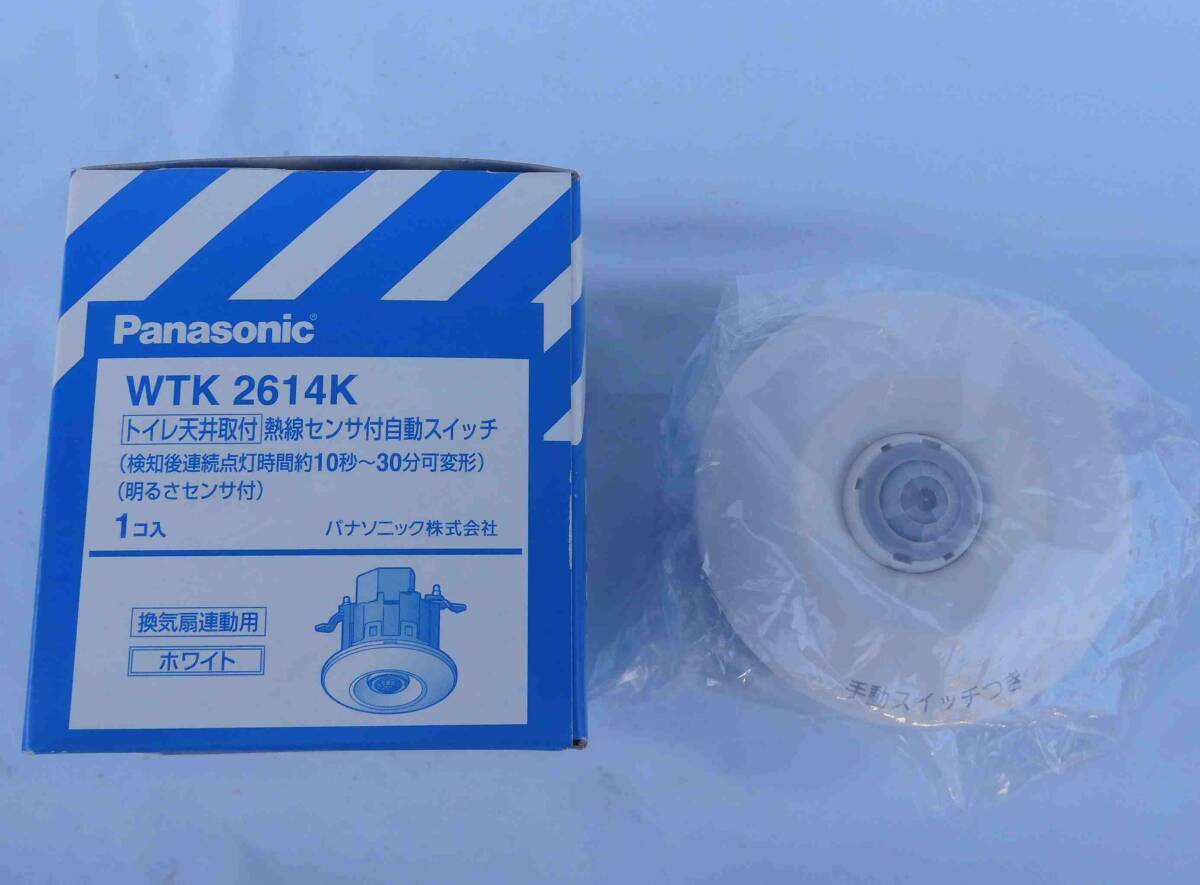 Panasonic®
WTK 2614K
トイレ天井取付 熱線センサ付自動スイッチ
(検知後連続点灯時間約10秒～30分可変形)
(明るさセンサ付)
1コ入 パナソニック株式会社
換気扇連動用
ホワイト
手動スイッチつき